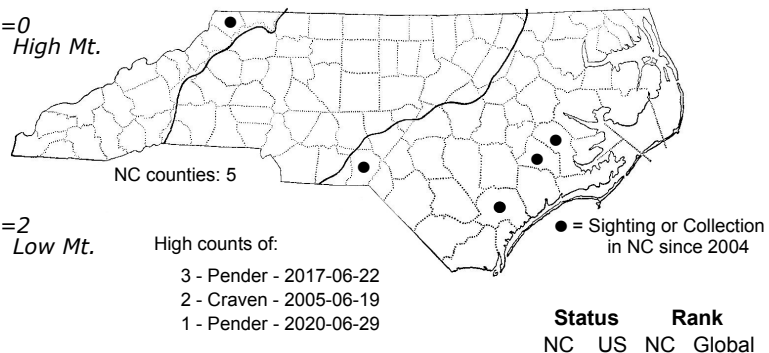 =0
High Mt.
NC counties: 5
=2
Low Mt.
High counts of:
3 - Pender - 2017-06-22
2 - Craven - 2005-06-19
1 - Pender - 2020-06-29
● = Sighting or Collection
in NC since 2004
Status Rank
NC US NC Global